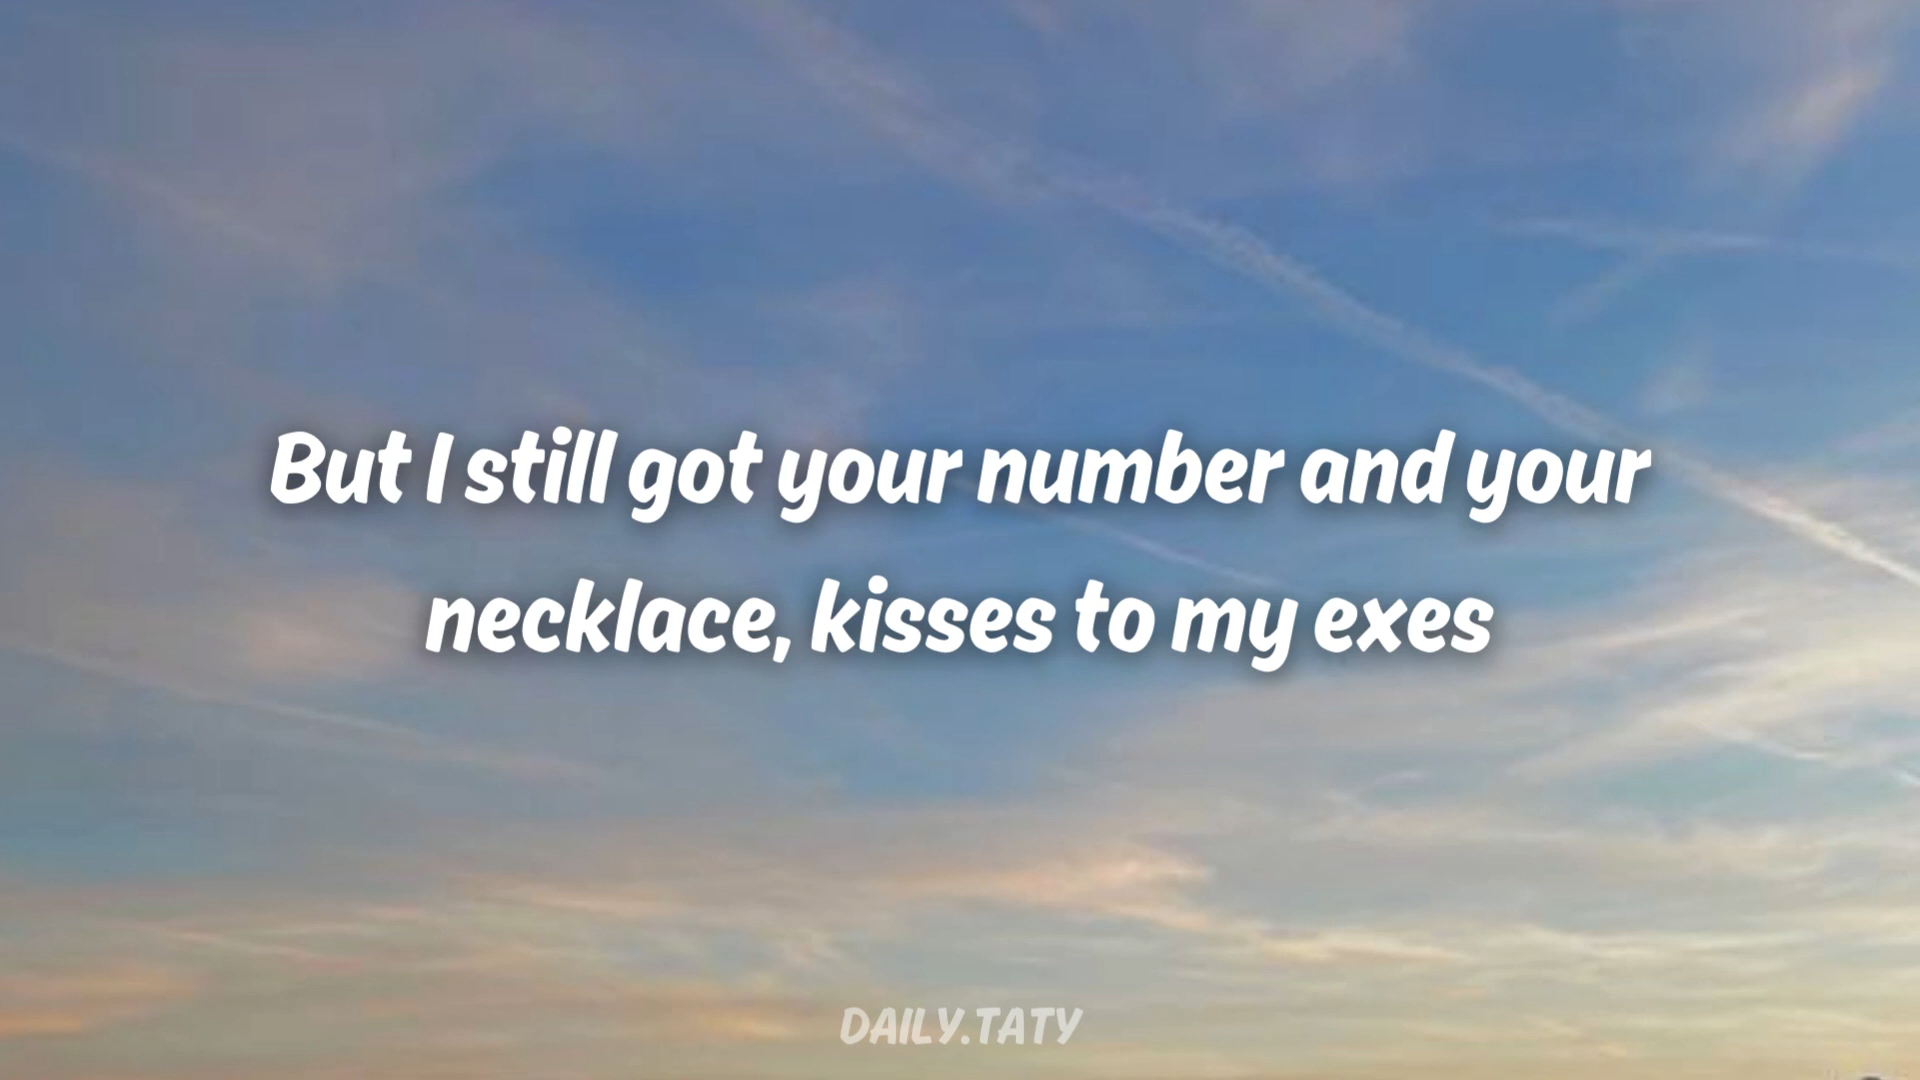 But I still got your number and your
necklace, kisses to my exes
DAILY.TATY